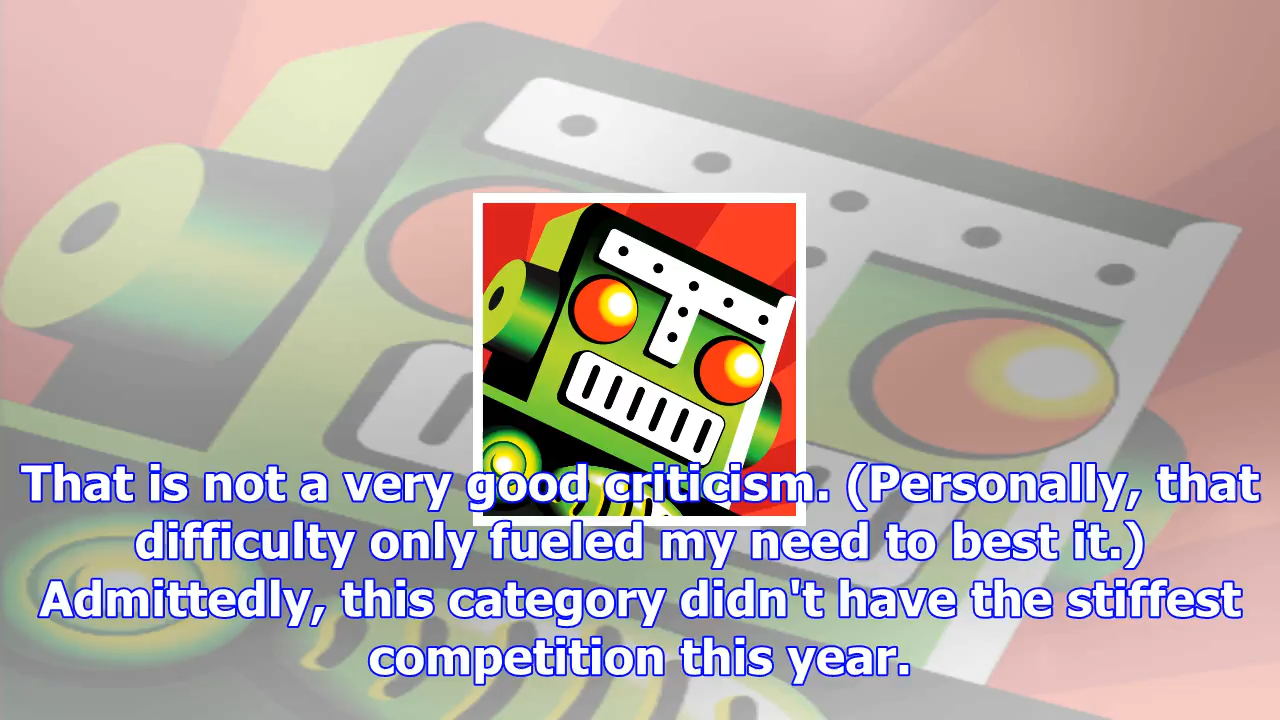 That is not a very good criticism. (Personally, that
difficulty only fueled my need to best it.)
Admittedly, this category didn't have the stiffest
competition this year.